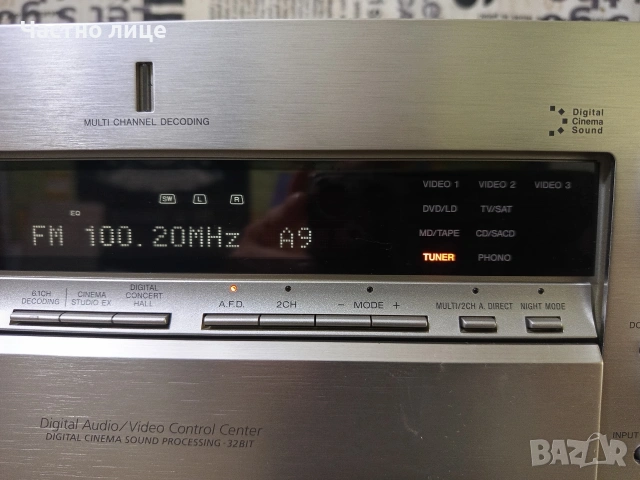 Частно лице
MULTI CHANNEL DECODING
Digital
Cinema
Sound
VIDEO 1 VIDEO 2 VIDEO 3
SW L R
DVD/LD TV/SAT
EQ
FM 100.20MHz A9
MD/TAPE CD/SACD
TUNER PHONO
6.1CH DECODING
CINEMA STUDIO EX
DIGITAL CONCERT HALL
A.F.D. 2CH − MODE +
MULTI/2CH A. DIRECT NIGHT MODE
Digital Audio/Video Control Center
DIGITAL CINEMA SOUND PROCESSING-32BIT
INPUT
BAZAR
bg